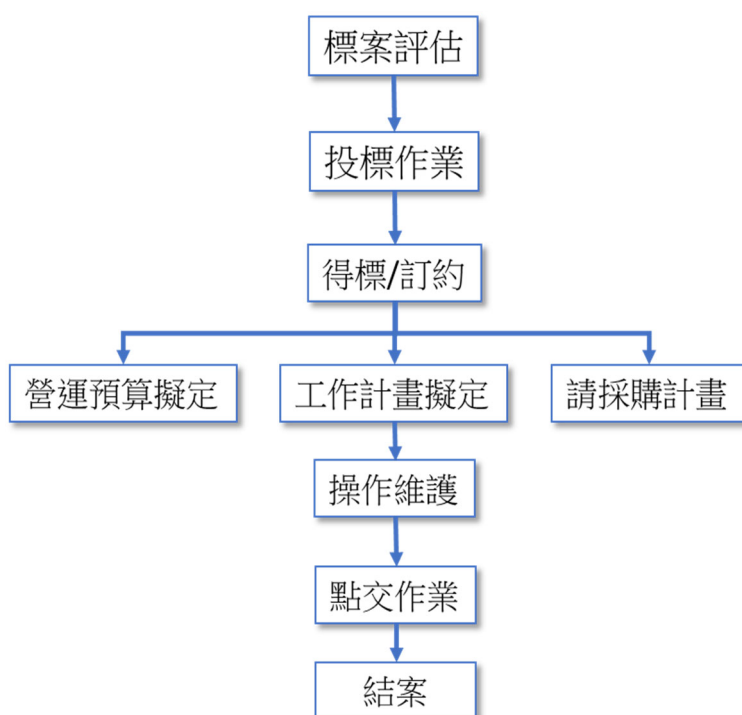 標案評估
投標作業
得標/訂約
營運預算擬定
工作計畫擬定
請採購計畫
操作維護
點交作業
結案